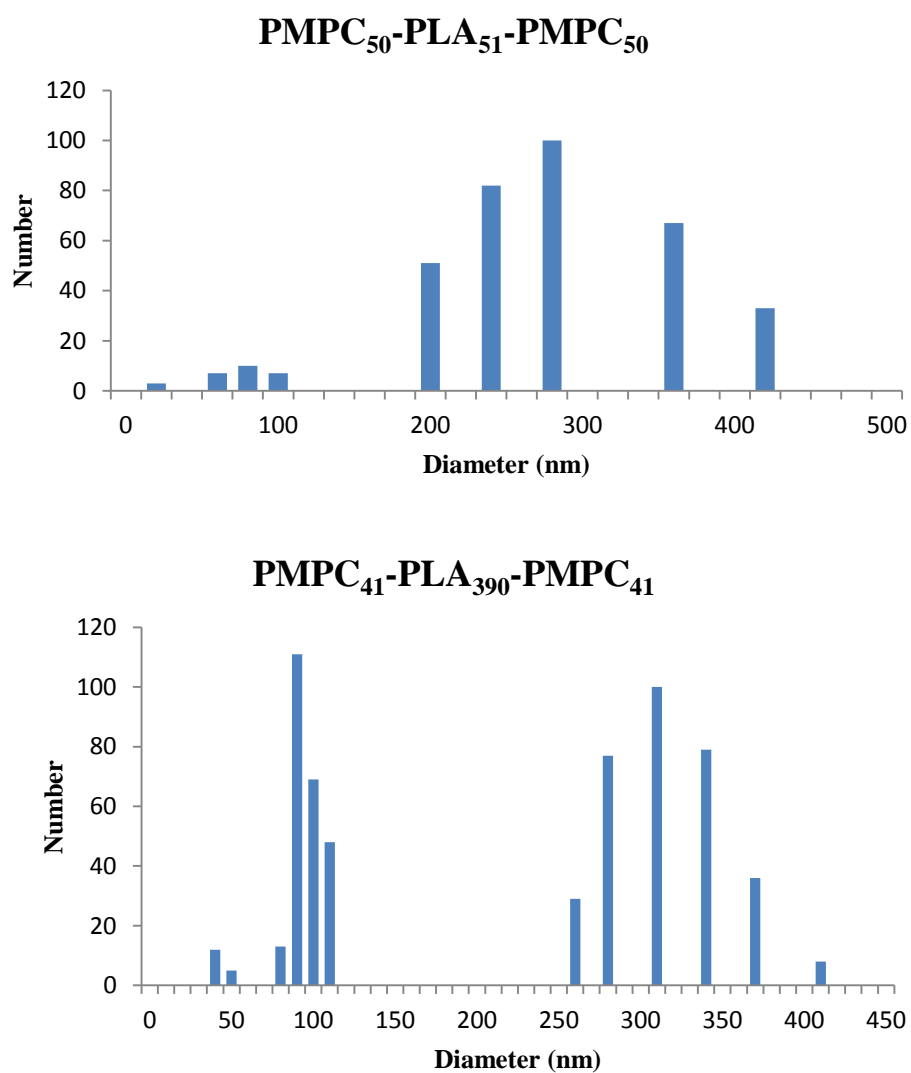 PMPC₅₀-PLA₅₁-PMPC₅₀
120
100
80
60
40
20
0
Number
0 100 200 300 400 500
Diameter (nm)
PMPC₄₁-PLA₃₉₀-PMPC₄₁
120
100
80
60
40
20
0
Number
0 50 100 150 200 250 300 350 400 450
Diameter (nm)